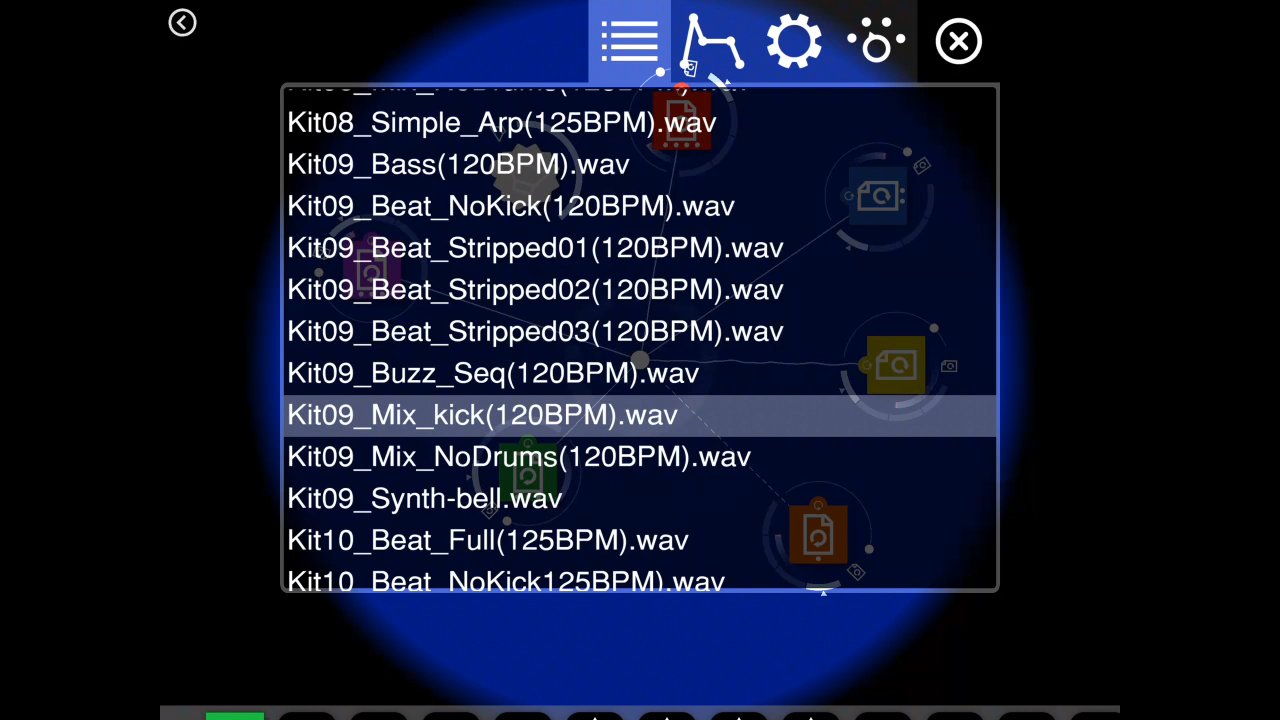 Kit08_Simple_Arp(125BPM).wav
Kit09_Bass(120BPM).wav
Kit09_Beat_NoKick(120BPM).wav
Kit09_Beat_Stripped01(120BPM).wav
Kit09_Beat_Stripped02(120BPM).wav
Kit09_Beat_Stripped03(120BPM).wav
Kit09_Buzz_Seq(120BPM).wav
Kit09_Mix_kick(120BPM).wav
Kit09_Mix_NoDrums(120BPM).wav
Kit09_Synth-bell.wav
Kit10_Beat_Full(125BPM).wav
Kit10_Beat_NoKick125BPM).wav